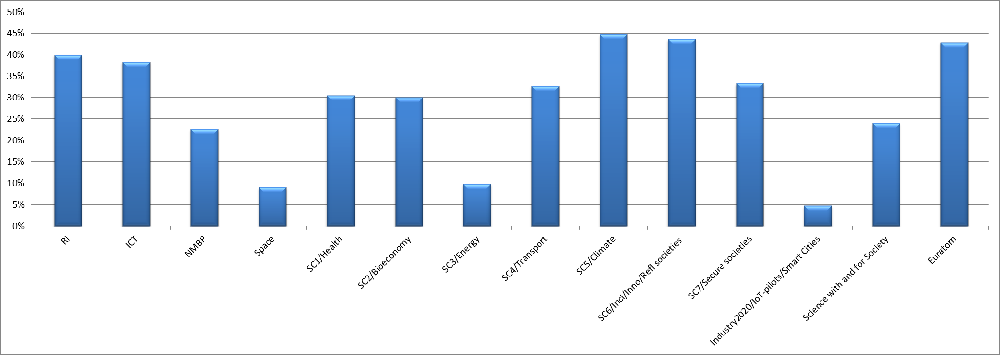 50%
45%
40%
35%
30%
25%
20%
15%
10%
5%
0%
RI
ICT
NMBP
Space
SC1/Health
SC2/Bioeconomy
SC3/Energy
SC4/Transport
SC5/Climate
SC6/Incl/Inno/Refl societies
SC7/Secure societies
Industry2020/IoT-pilots/Smart Cities
Science with and for Society
Euratom